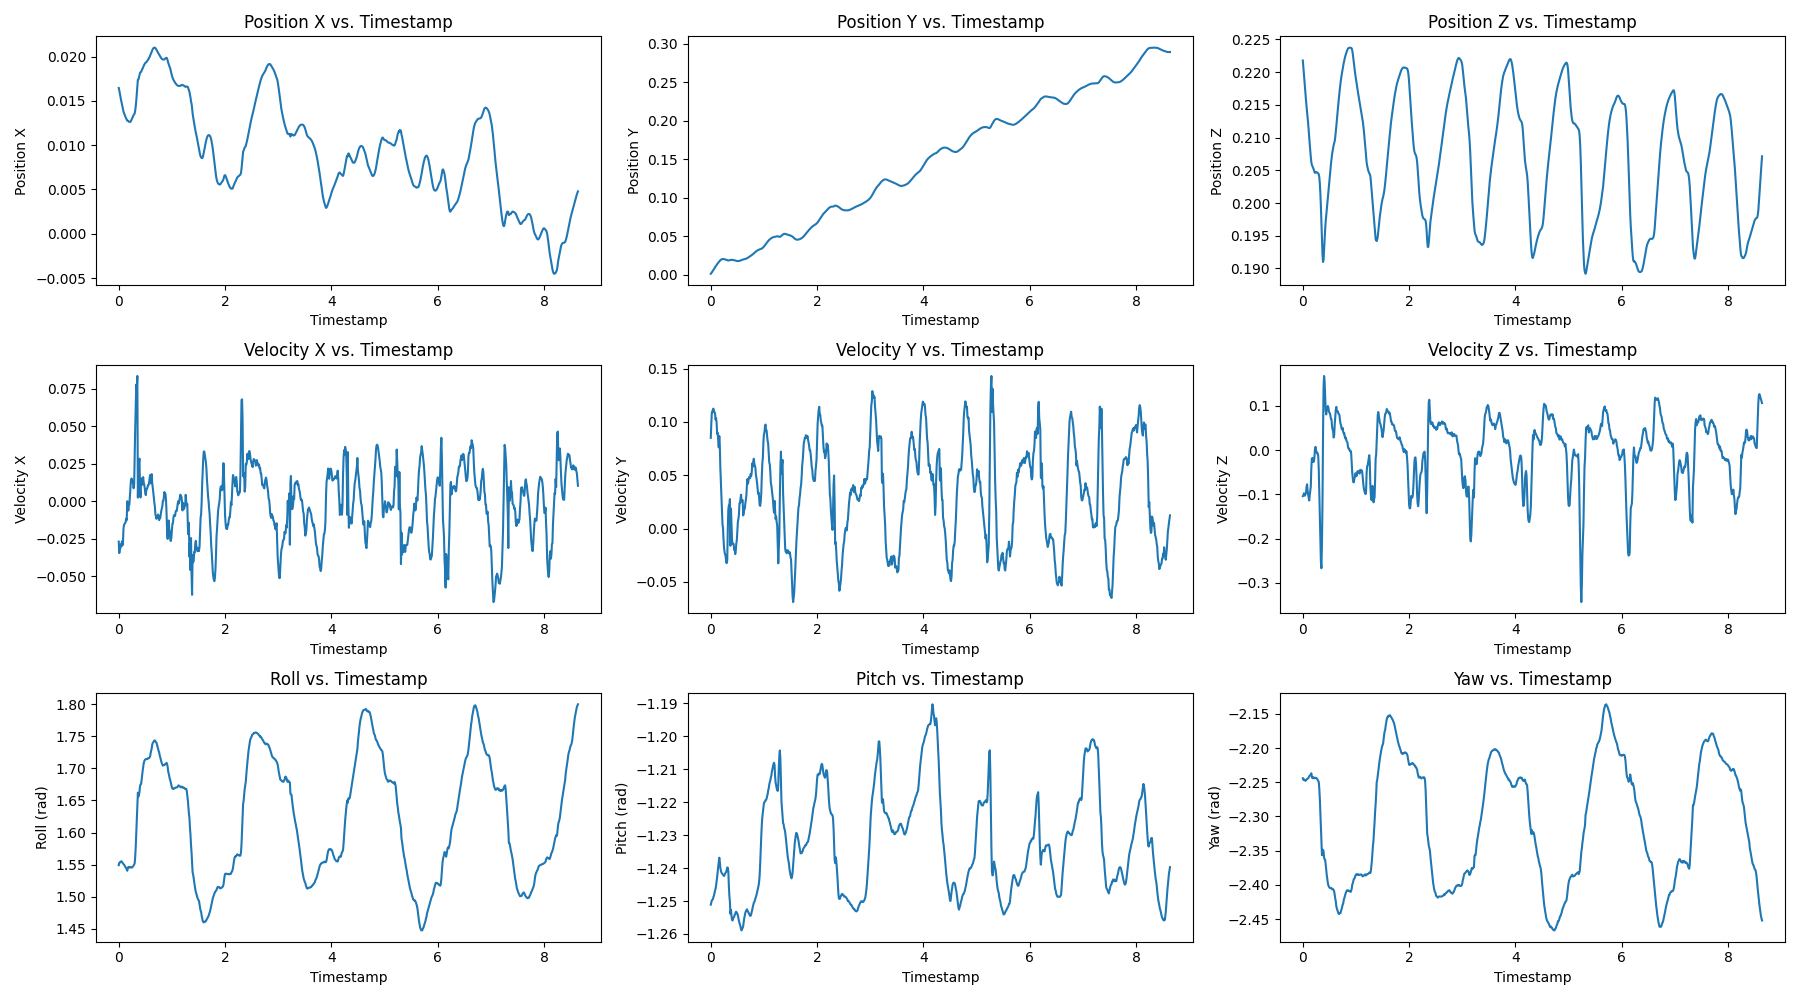 Position X vs. Timestamp
Position X
0.020
0.015
0.010
0.005
0.000
−0.005
0 2 4 6 8
Timestamp
Position Y vs. Timestamp
Position Y
0.30
0.25
0.20
0.15
0.10
0.05
0.00
0 2 4 6 8
Timestamp
Position Z vs. Timestamp
Position Z
0.225
0.220
0.215
0.210
0.205
0.200
0.195
0.190
0 2 4 6 8
Timestamp
Velocity X vs. Timestamp
Velocity X
0.075
0.050
0.025
0.000
−0.025
−0.050
0 2 4 6 8
Timestamp
Velocity Y vs. Timestamp
Velocity Y
0.15
0.10
0.05
0.00
−0.05
0 2 4 6 8
Timestamp
Velocity Z vs. Timestamp
Velocity Z
0.1
0.0
−0.1
−0.2
−0.3
0 2 4 6 8
Timestamp
Roll vs. Timestamp
Roll (rad)
1.80
1.75
1.70
1.65
1.60
1.55
1.50
1.45
0 2 4 6 8
Timestamp
Pitch vs. Timestamp
Pitch (rad)
−1.19
−1.20
−1.21
−1.22
−1.23
−1.24
−1.25
−1.26
0 2 4 6 8
Timestamp
Yaw vs. Timestamp
Yaw (rad)
−2.15
−2.20
−2.25
−2.30
−2.35
−2.40
−2.45
0 2 4 6 8
Timestamp